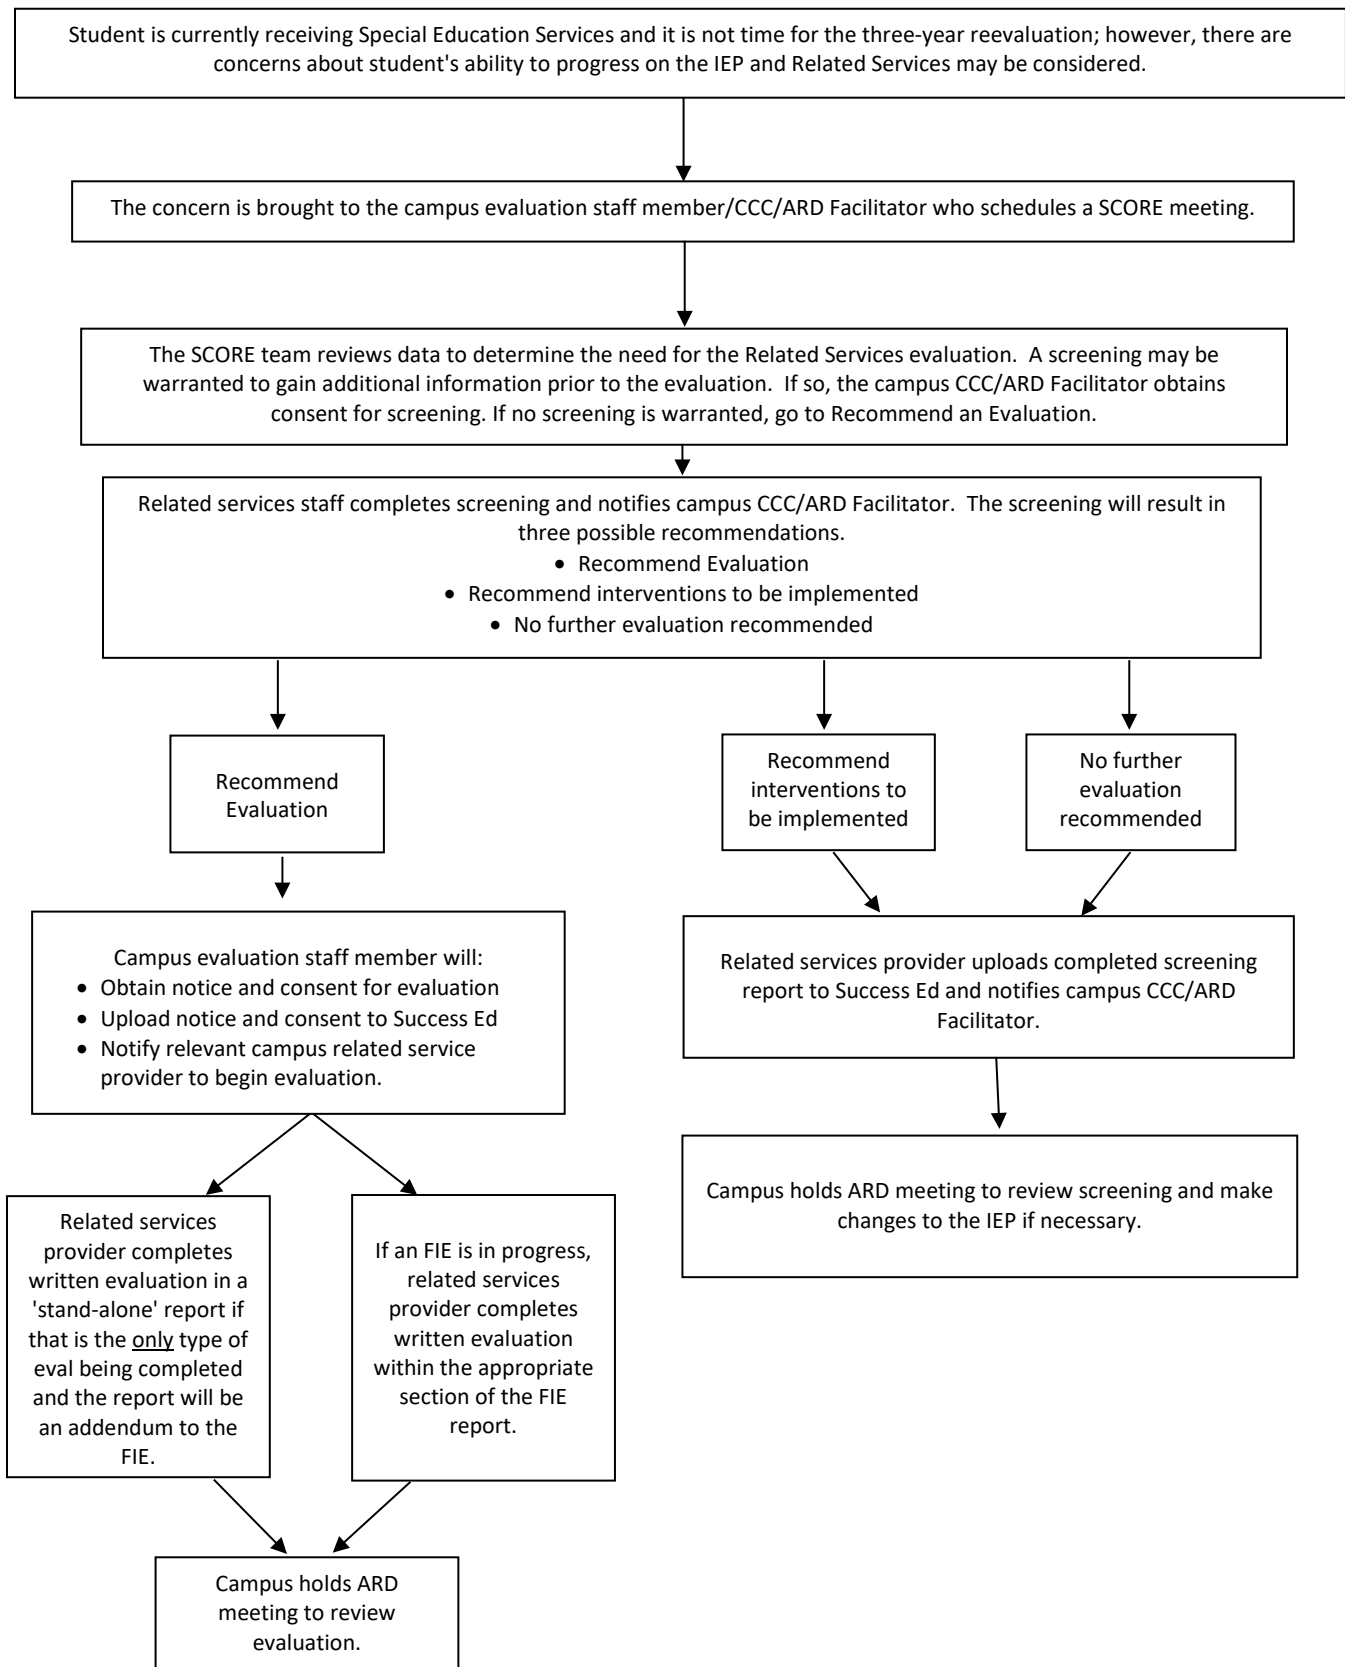 Student is currently receiving Special Education Services and it is not time for the three-year reevaluation; however, there are
concerns about student's ability to progress on the IEP and Related Services may be considered.
The concern is brought to the campus evaluation staff member/CCC/ARD Facilitator who schedules a SCORE meeting.
The SCORE team reviews data to determine the need for the Related Services evaluation.  A screening may be
warranted to gain additional information prior to the evaluation.  If so, the campus CCC/ARD Facilitator obtains
consent for screening. If no screening is warranted, go to Recommend an Evaluation.
Related services staff completes screening and notifies campus CCC/ARD Facilitator.  The screening will result in
three possible recommendations.
• Recommend Evaluation
• Recommend interventions to be implemented
• No further evaluation recommended
Recommend
Evaluation
Recommend
interventions to
be implemented
No further
evaluation
recommended
Campus evaluation staff member will:
• Obtain notice and consent for evaluation
• Upload notice and consent to Success Ed
• Notify relevant campus related service
provider to begin evaluation.
Related services provider uploads completed screening
report to Success Ed and notifies campus CCC/ARD
Facilitator.
Campus holds ARD meeting to review screening and make
changes to the IEP if necessary.
Related services
provider completes
written evaluation in a
'stand-alone' report if
that is the only type of
eval being completed
and the report will be
an addendum to the
FIE.
If an FIE is in progress,
related services
provider completes
written evaluation
within the appropriate
section of the FIE
report.
Campus holds ARD
meeting to review
evaluation.